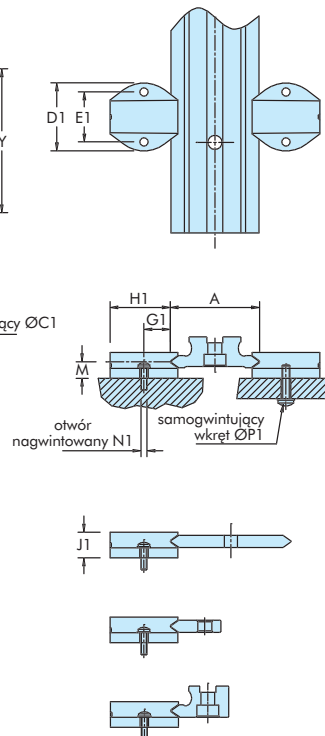 D1
E1
Y
ący ØC1
H1
G1
A
M
otwór
nagwintowany N1
samogwintujący
wkręt ØP1
J1